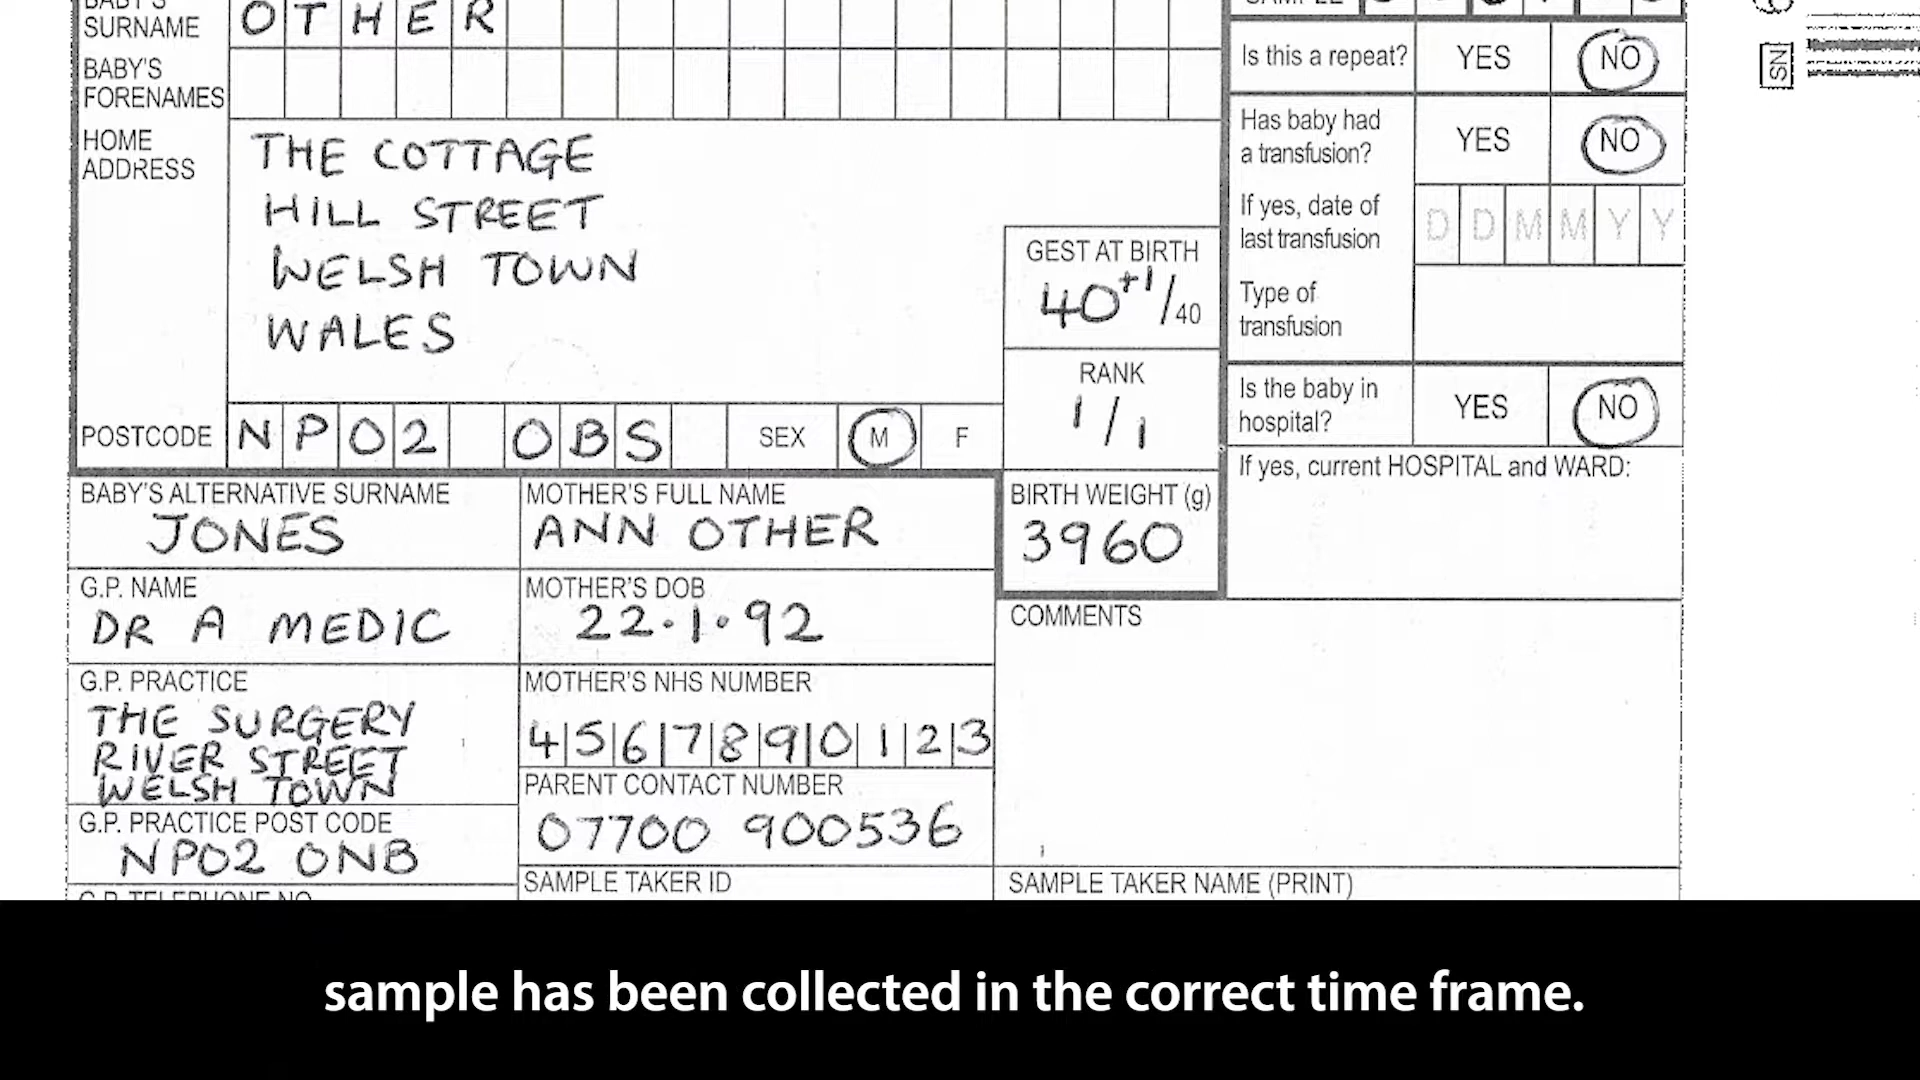 SURNAME OTHER
BABY'S
FORENAMES
HOME
ADDRESS
THE COTTAGE
HILL STREET
WELSH TOWN
WALES
GEST AT BIRTH
40+1/40
RANK
1/1
POSTCODE NP02 0BS SEX M F
BIRTH WEIGHT (g)
3960
Is this a repeat? YES NO
Has baby had
a transfusion? YES NO
If yes, date of
last transfusion DDMMYY
Type of
transfusion
Is the baby in
hospital? YES NO
If yes, current HOSPITAL and WARD:
SN
BABY'S ALTERNATIVE SURNAME
JONES
MOTHER'S FULL NAME
ANN OTHER
G.P. NAME
DR A MEDIC
MOTHER'S DOB
22.1.92
G.P. PRACTICE
THE SURGERY
RIVER STREET
WELSH TOWN
MOTHER'S NHS NUMBER
4567890123
G.P. PRACTICE POST CODE
NP02 0NB
PARENT CONTACT NUMBER
07700 900536
COMMENTS
SAMPLE TAKER ID
SAMPLE TAKER NAME (PRINT)
sample has been collected in the correct time frame.